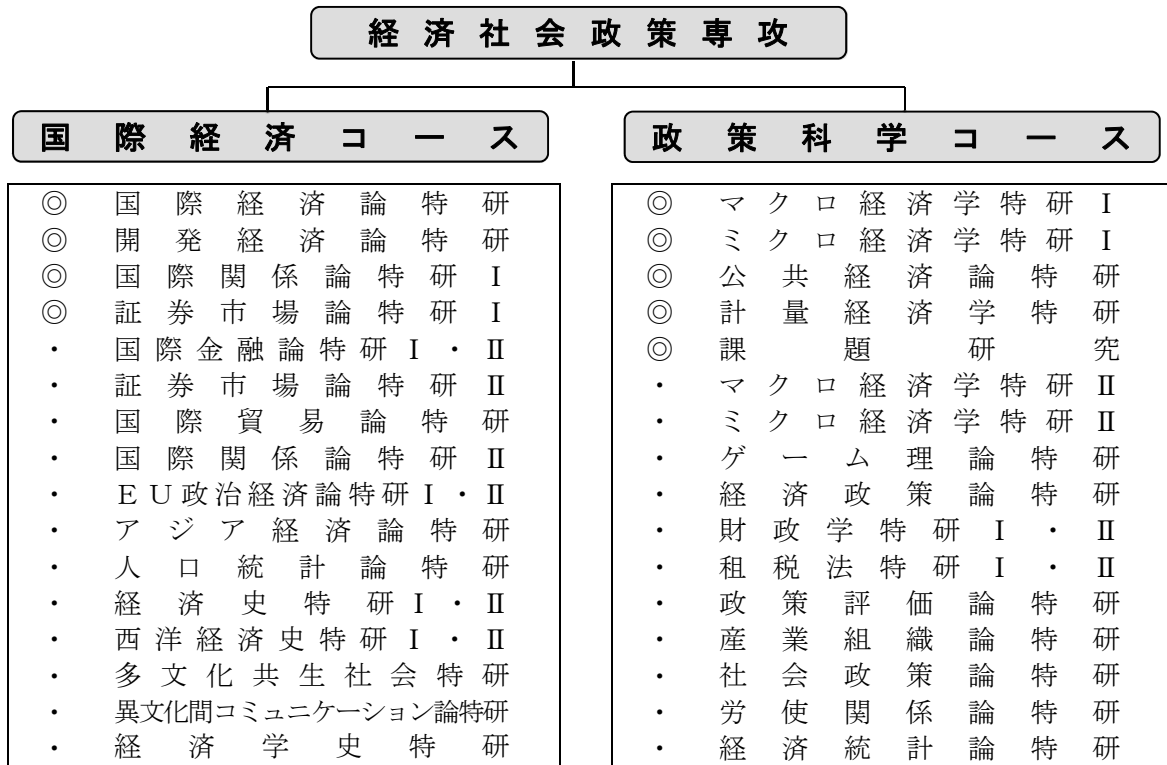 経済社会政策専攻
国際経済コース
◎ 国際経済論特研
◎ 開発経済論特研
◎ 国際関係論特研Ⅰ
◎ 証券市場論特研Ⅰ
・ 国際金融論特研Ⅰ・Ⅱ
・ 証券市場論特研Ⅱ
・ 国際貿易論特研
・ 国際関係論特研Ⅱ
・ ＥＵ政治経済論特研Ⅰ・Ⅱ
・ アジア経済論特研
・ 人口統計論特研
・ 経済史特研Ⅰ・Ⅱ
・ 西洋経済史特研Ⅰ・Ⅱ
・ 多文化共生社会特研
・ 異文化間コミュニケーション論特研
・ 経済学史特研
政策科学コース
◎ マクロ経済学特研Ⅰ
◎ ミクロ経済学特研Ⅰ
◎ 公共経済論特研
◎ 計量経済学特研
◎ 課題研究
・ マクロ経済学特研Ⅱ
・ ミクロ経済学特研Ⅱ
・ ゲーム理論特研
・ 経済政策論特研
・ 財政学特研Ⅰ・Ⅱ
・ 租税法特研Ⅰ・Ⅱ
・ 政策評価論特研
・ 産業組織論特研
・ 社会政策論特研
・ 労使関係論特研
・ 経済統計論特研